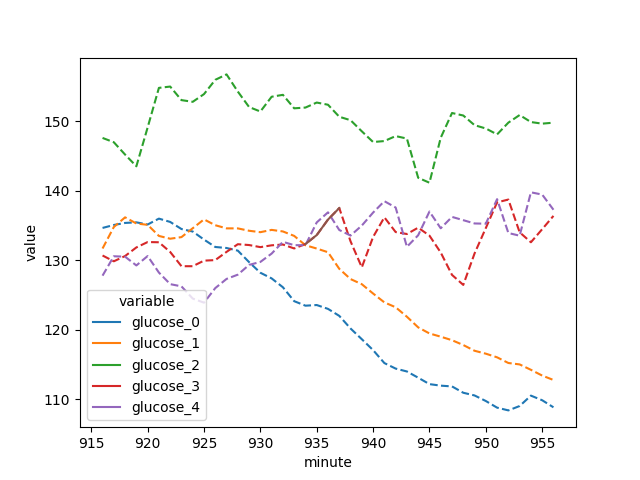 value
150
140
130
120
110
variable
glucose_0
glucose_1
glucose_2
glucose_3
glucose_4
915 920 925 930 935 940 945 950 955
minute